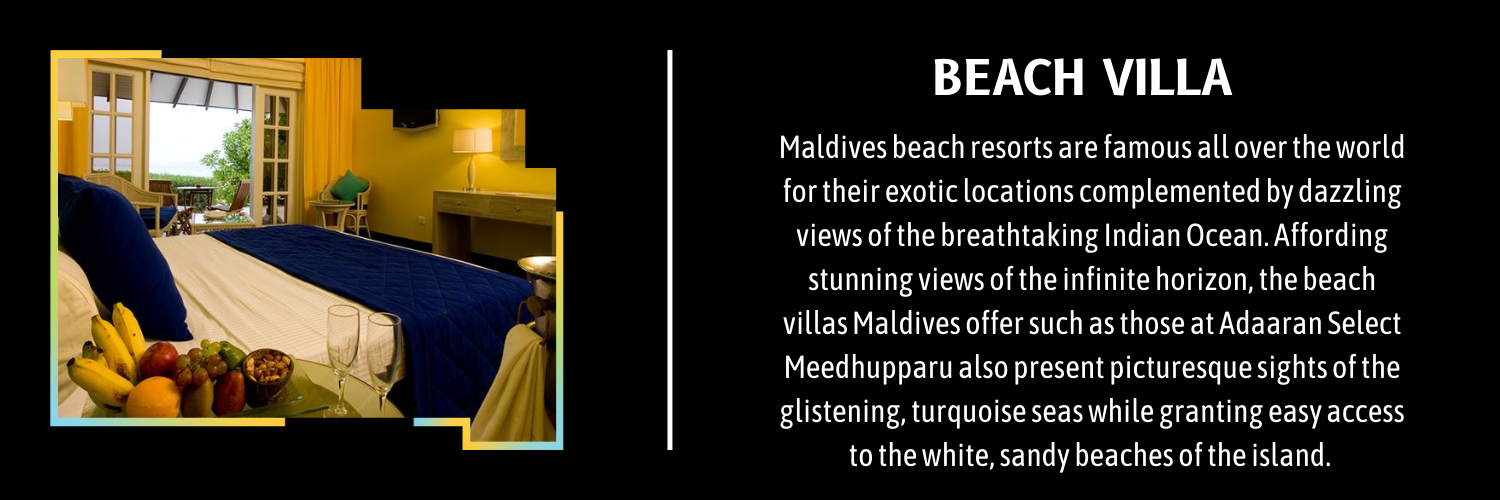 BEACH VILLA
Maldives beach resorts are famous all over the world
for their exotic locations complemented by dazzling
views of the breathtaking Indian Ocean. Affording
stunning views of the infinite horizon, the beach
villas Maldives offer such as those at Adaaran Select
Meedhupparu also present picturesque sights of the
glistening, turquoise seas while granting easy access
to the white, sandy beaches of the island.